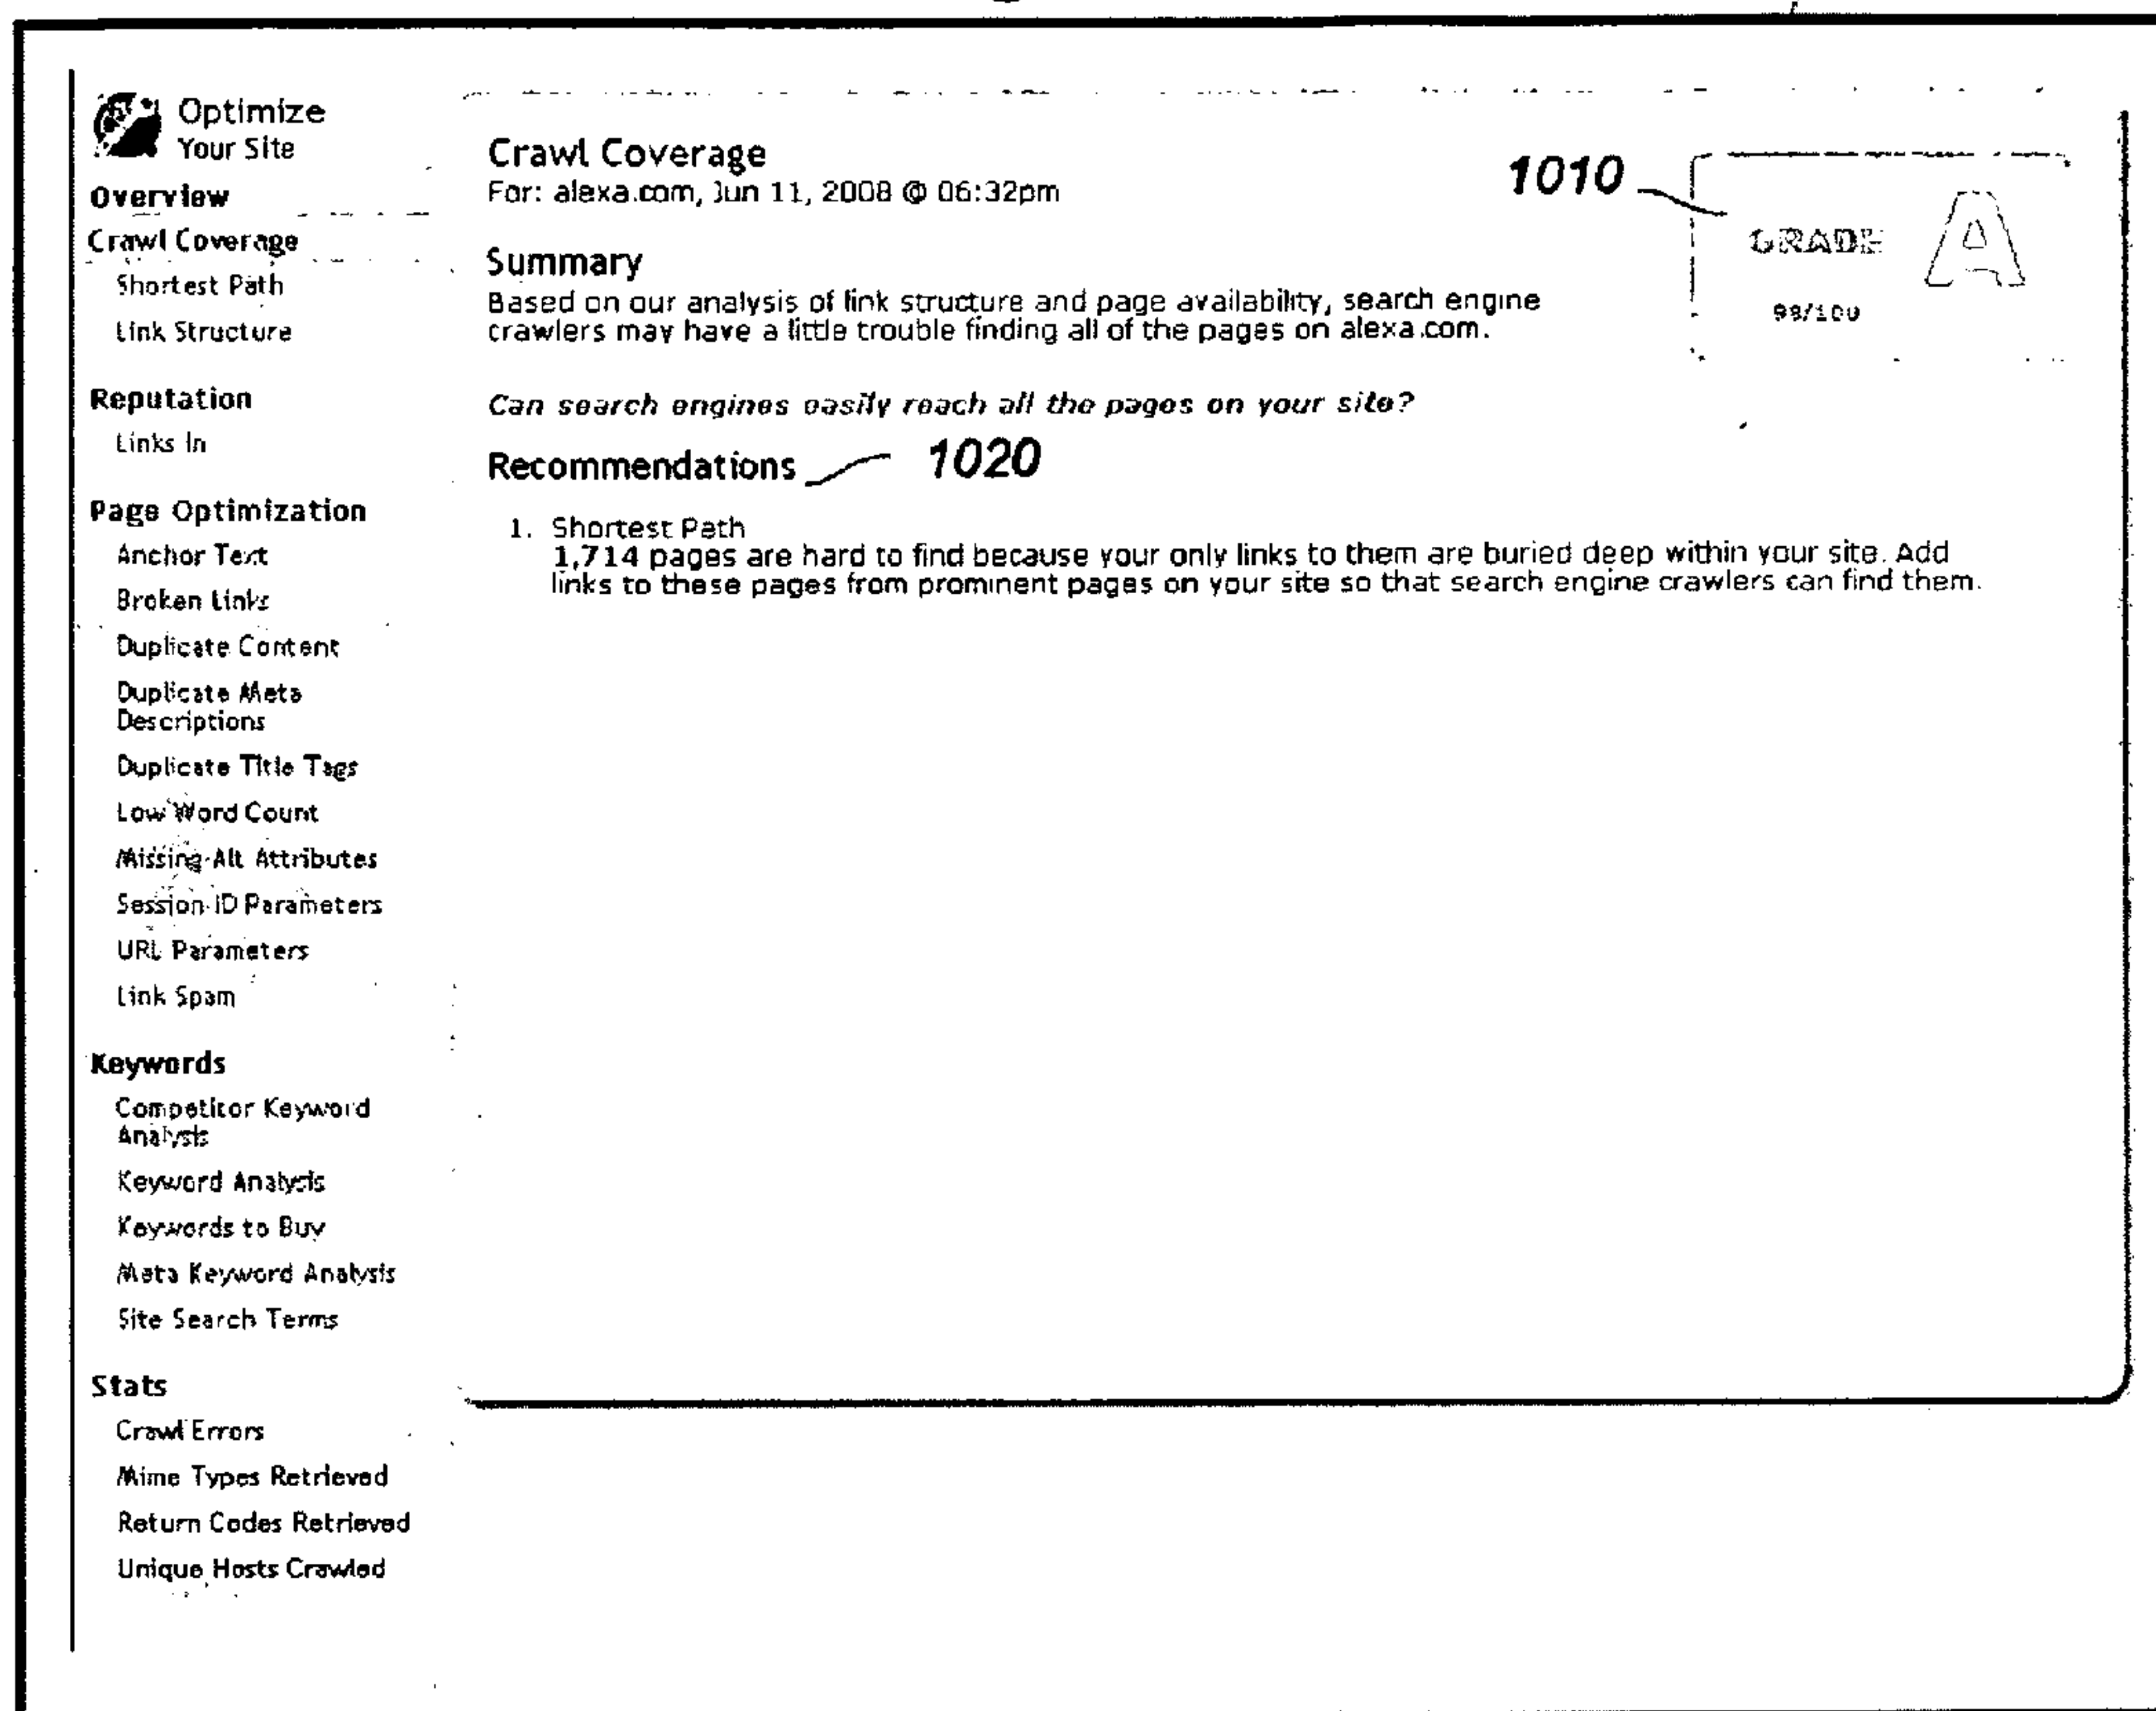 Optimize
Your Site
Overview
Crawl Coverage
Shortest Path
Link Structure
Reputation
Links In
Page Optimization
Anchor Text
Broken Links
Duplicate Content
Duplicate Meta
Descriptions
Duplicate Title Tags
Low Word Count
Missing Alt Attributes
Session ID Parameters
URL Parameters
Link Spam
Keywords
Competitor Keyword
Analysis
Keyword Analysis
Keywords to Buy
Meta Keyword Analysis
Site Search Terms
Stats
Crawl Errors
Mime Types Retrieved
Return Codes Retrieved
Unique Hosts Crawled
Crawl Coverage
For: alexa.com, Jun 11, 2008 @ 06:32pm
1010
GRADE A
Summary
Based on our analysis of link structure and page availability, search engine
crawlers may have a little trouble finding all of the pages on alexa.com.
Can search engines easily reach all the pages on your site?
Recommendations 1020
1. Shortest Path
1,714 pages are hard to find because your only links to them are buried deep within your site. Add
links to these pages from prominent pages on your site so that search engine crawlers can find them.